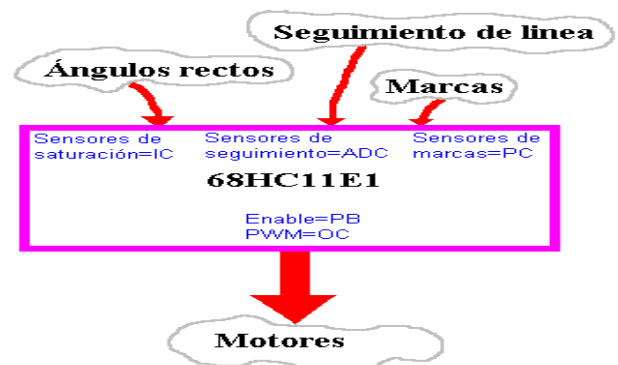 Seguimiento de linea
Ángulos rectos
Marcas
Sensores de
saturación=IC
Sensores de
seguimiento=ADC
Sensores de
marcas=PC
68HC11E1
Enable=PB
PWM=OC
Motores